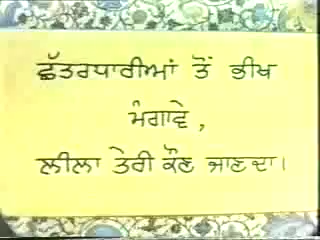 ਛੱਤਰਧਾਰੀਆਂ ਤੋਂ ਭੀਖ
ਮੰਗਾਵੇ,
ਲੀਲਾ ਤੇਰੀ ਕੌਣ ਜਾਣਦਾ।